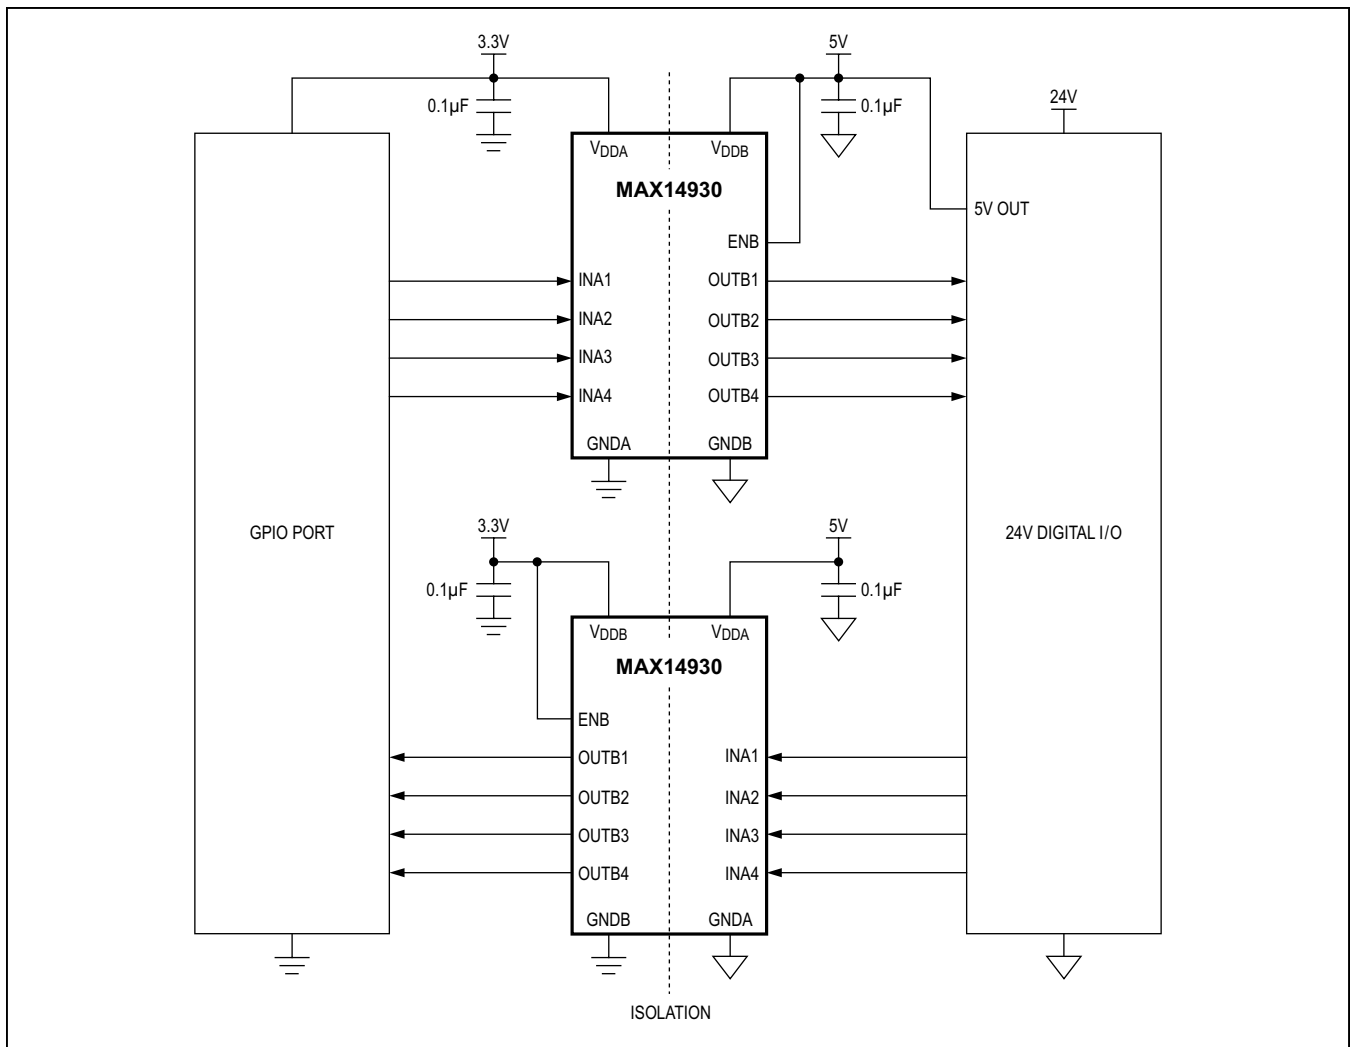 3.3V
5V
0.1µF
0.1µF
24V
VDDA
VDDB
MAX14930
5V OUT
ENB
INA1
OUTB1
INA2
OUTB2
INA3
OUTB3
INA4
OUTB4
GNDA
GNDB
GPIO PORT
3.3V
5V
24V DIGITAL I/O
0.1µF
0.1µF
VDDB
VDDA
MAX14930
ENB
OUTB1
INA1
OUTB2
INA2
OUTB3
INA3
OUTB4
INA4
GNDB
GNDA
ISOLATION